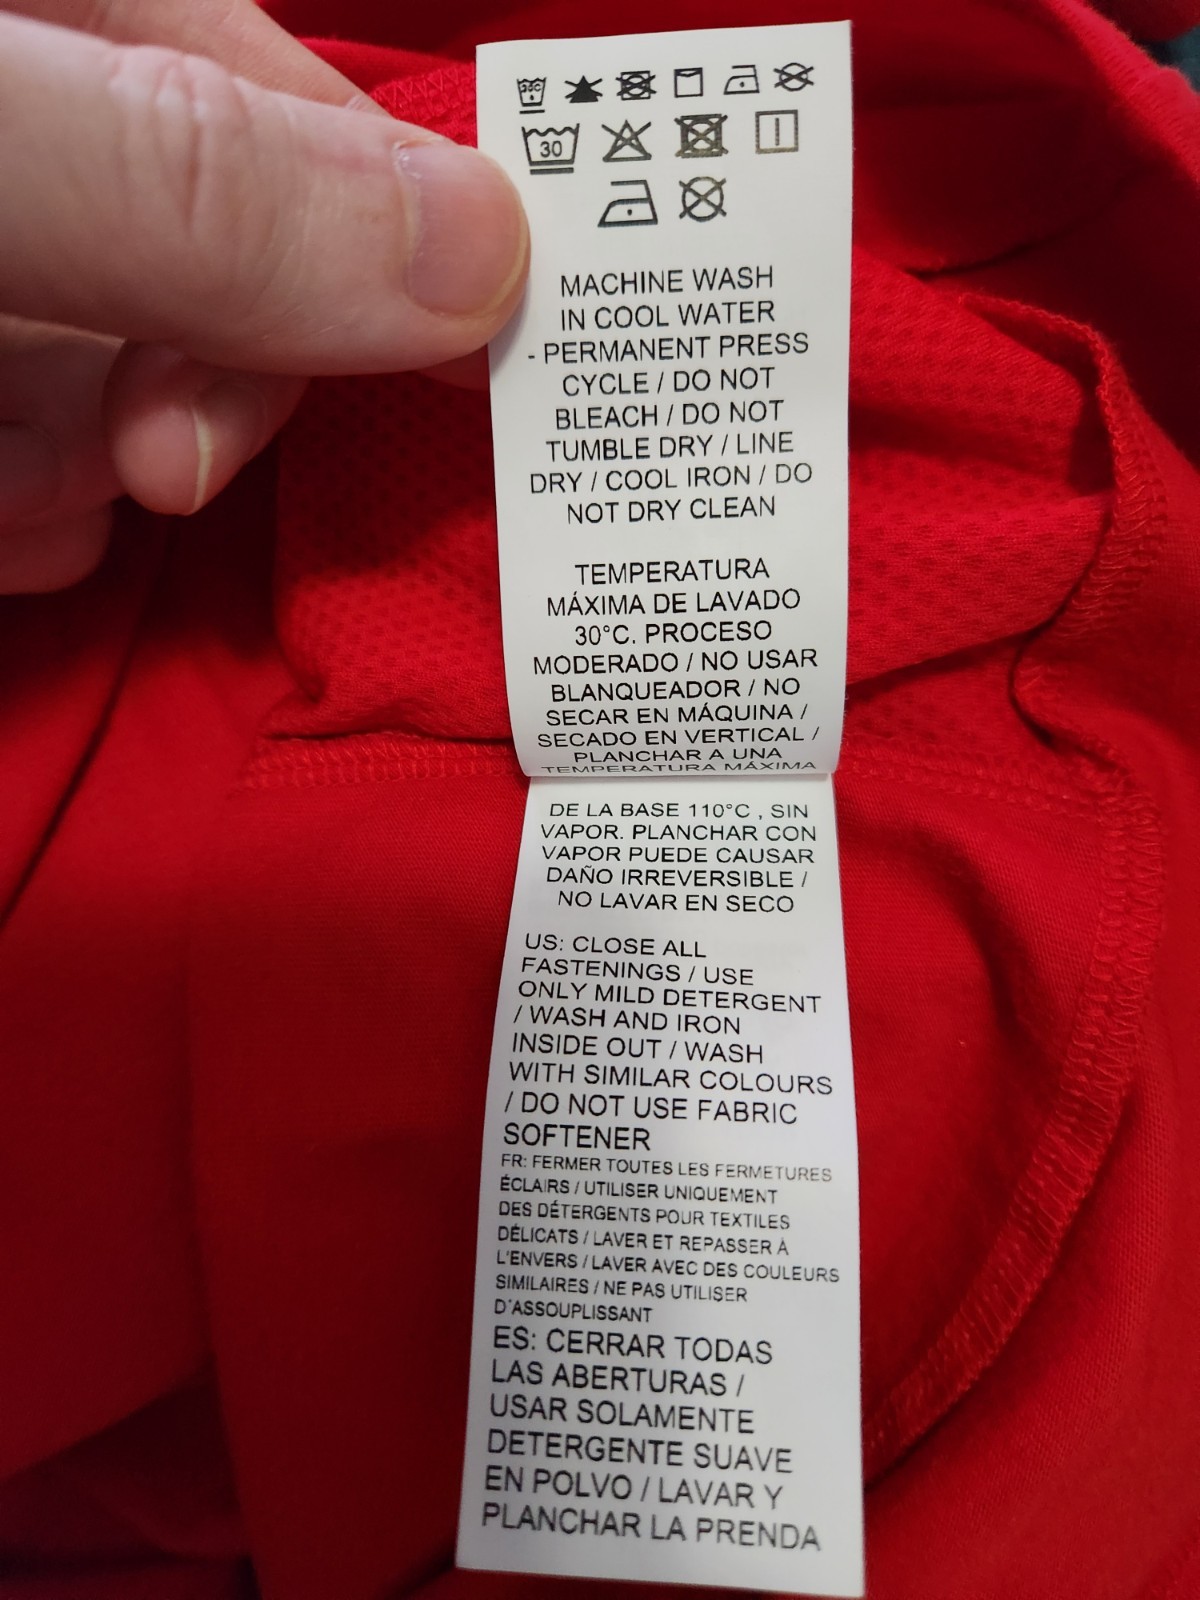 30°C
30
MACHINE WASH
IN COOL WATER
- PERMANENT PRESS
CYCLE / DO NOT
BLEACH / DO NOT
TUMBLE DRY / LINE
DRY / COOL IRON / DO
NOT DRY CLEAN
TEMPERATURA
MÁXIMA DE LAVADO
30°C. PROCESO
MODERADO / NO USAR
BLANQUEADOR / NO
SECAR EN MÁQUINA /
SECADO EN VERTICAL /
PLANCHAR A UNA
TEMPERATURA MÁXIMA
DE LA BASE 110°C , SIN
VAPOR. PLANCHAR CON
VAPOR PUEDE CAUSAR
DAÑO IRREVERSIBLE /
NO LAVAR EN SECO
US: CLOSE ALL
FASTENINGS / USE
ONLY MILD DETERGENT
/ WASH AND IRON
INSIDE OUT / WASH
WITH SIMILAR COLOURS
/ DO NOT USE FABRIC
SOFTENER
FR: FERMER TOUTES LES FERMETURES
ÉCLAIRS / UTILISER UNIQUEMENT
DES DÉTERGENTS POUR TEXTILES
DÉLICATS / LAVER ET REPASSER À
L'ENVERS / LAVER AVEC DES COULEURS
SIMILAIRES / NE PAS UTILISER
D'ASSOUPLISSANT
ES: CERRAR TODAS
LAS ABERTURAS /
USAR SOLAMENTE
DETERGENTE SUAVE
EN POLVO / LAVAR Y
PLANCHAR LA PRENDA